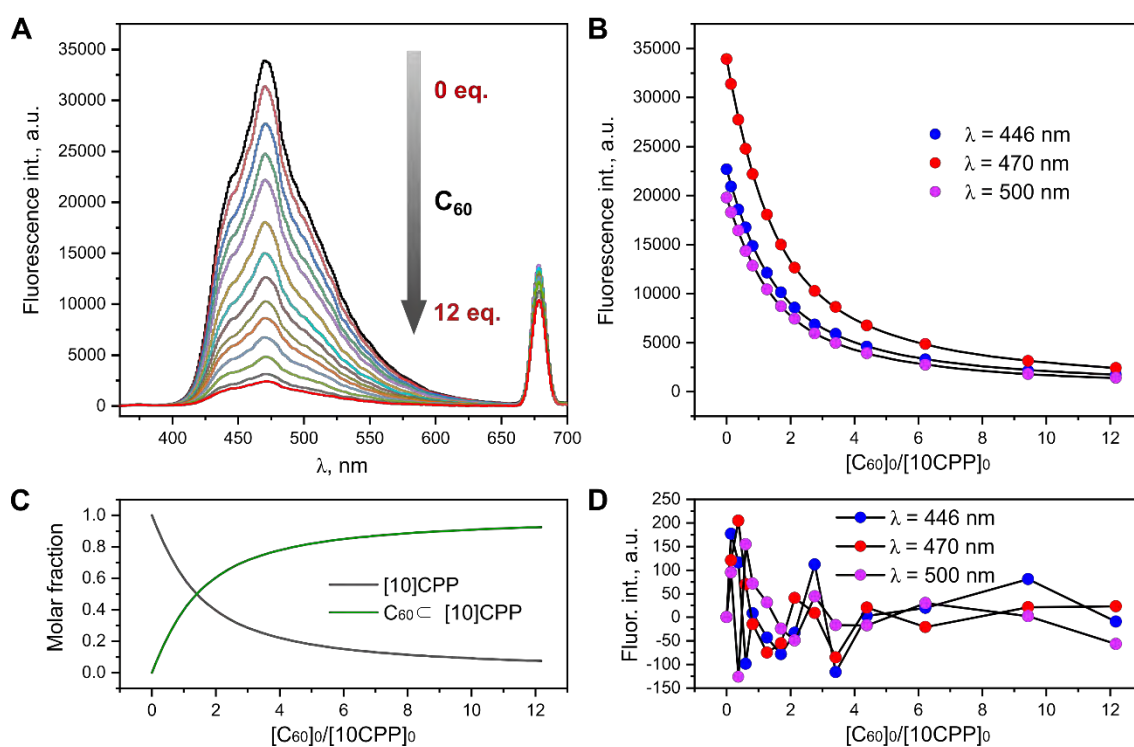 A
Fluorescence int., a.u.
35000
30000
25000
20000
15000
10000
5000
0
0 eq.
C₆₀
12 eq.
400 450 500 550 600 650 700
λ, nm
B
Fluorescence int., a.u.
35000
30000
25000
20000
15000
10000
5000
0
λ = 446 nm
λ = 470 nm
λ = 500 nm
0 2 4 6 8 10 12
[C₆₀]₀/[10CPP]₀
C
Molar fraction
1.0
0.8
0.6
0.4
0.2
0.0
[10]CPP
C₆₀⊂ [10]CPP
0 2 4 6 8 10 12
[C₆₀]₀/[10CPP]₀
D
Fluor. int., a.u.
250
200
150
100
50
0
-50
-100
-150
λ = 446 nm
λ = 470 nm
λ = 500 nm
0 2 4 6 8 10 12
[C₆₀]₀/[10CPP]₀